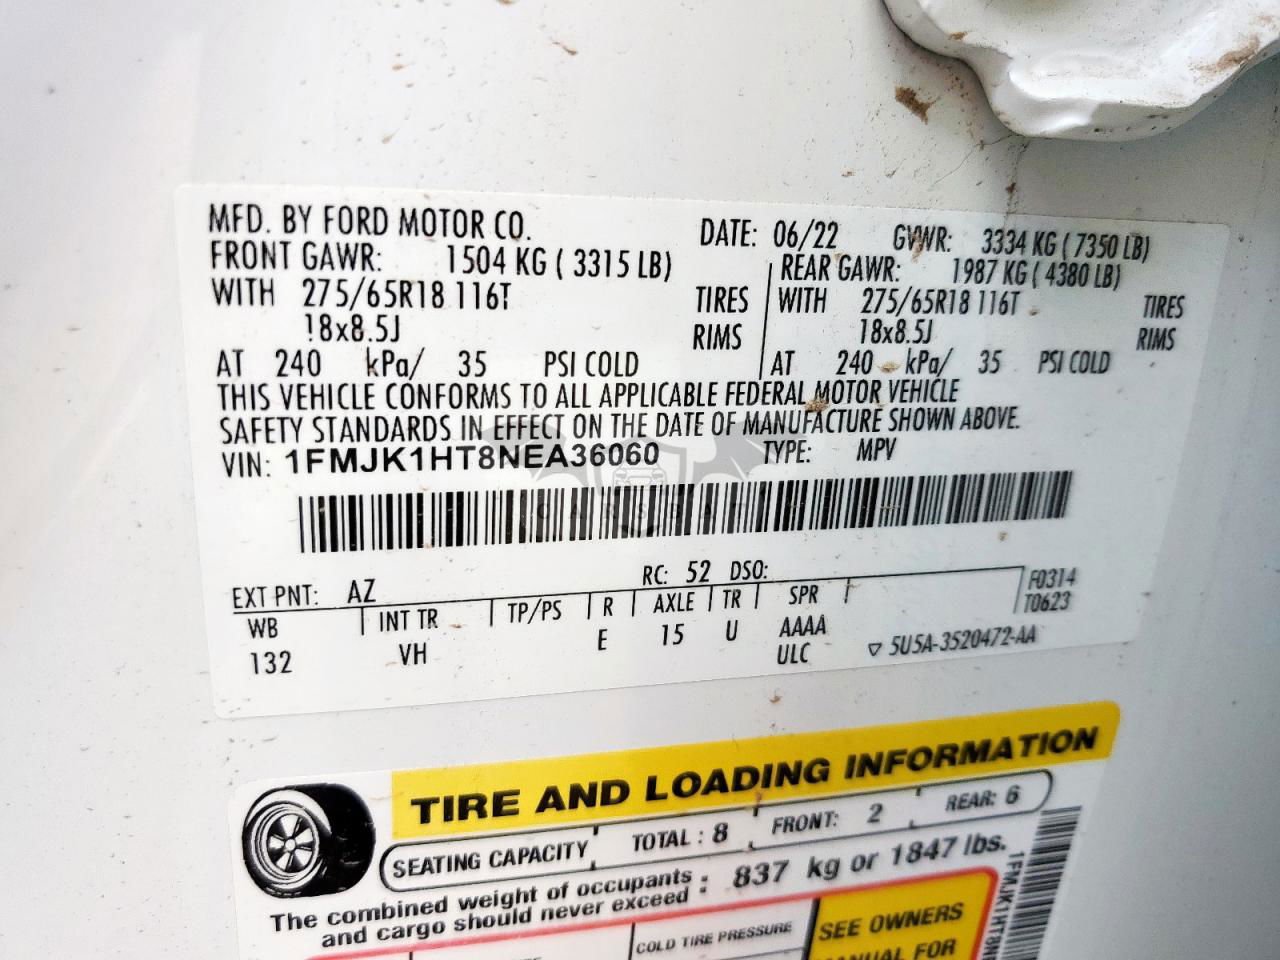 MFD. BY FORD MOTOR CO. DATE: 06/22 GVWR: 3334 KG ( 7350 LB)
FRONT GAWR: 1504 KG ( 3315 LB) REAR GAWR: 1987 KG ( 4380 LB)
WITH 275/65R18 116T TIRES WITH 275/65R18 116T TIRES
18x8.5J RIMS 18x8.5J RIMS
AT 240 kPa/ 35 PSI COLD AT 240 kPa/ 35 PSI COLD
THIS VEHICLE CONFORMS TO ALL APPLICABLE FEDERAL MOTOR VEHICLE
SAFETY STANDARDS IN EFFECT ON THE DATE OF MANUFACTURE SHOWN ABOVE.
VIN: 1FMJK1HT8NEA36060 TYPE: MPV
EXT PNT: AZ RC: 52 DSO: F0314
WB INT TR TP/PS R AXLE TR SPR T0623
132 VH E 15 U AAAA
ULC 5U5A-3520472-AA
TIRE AND LOADING INFORMATION
SEATING CAPACITY TOTAL : 8 FRONT: 2 REAR: 6
The combined weight of occupants : 837 kg or 1847 lbs.
and cargo should never exceed
COLD TIRE PRESSURE
SEE OWNERS
MANUAL FOR